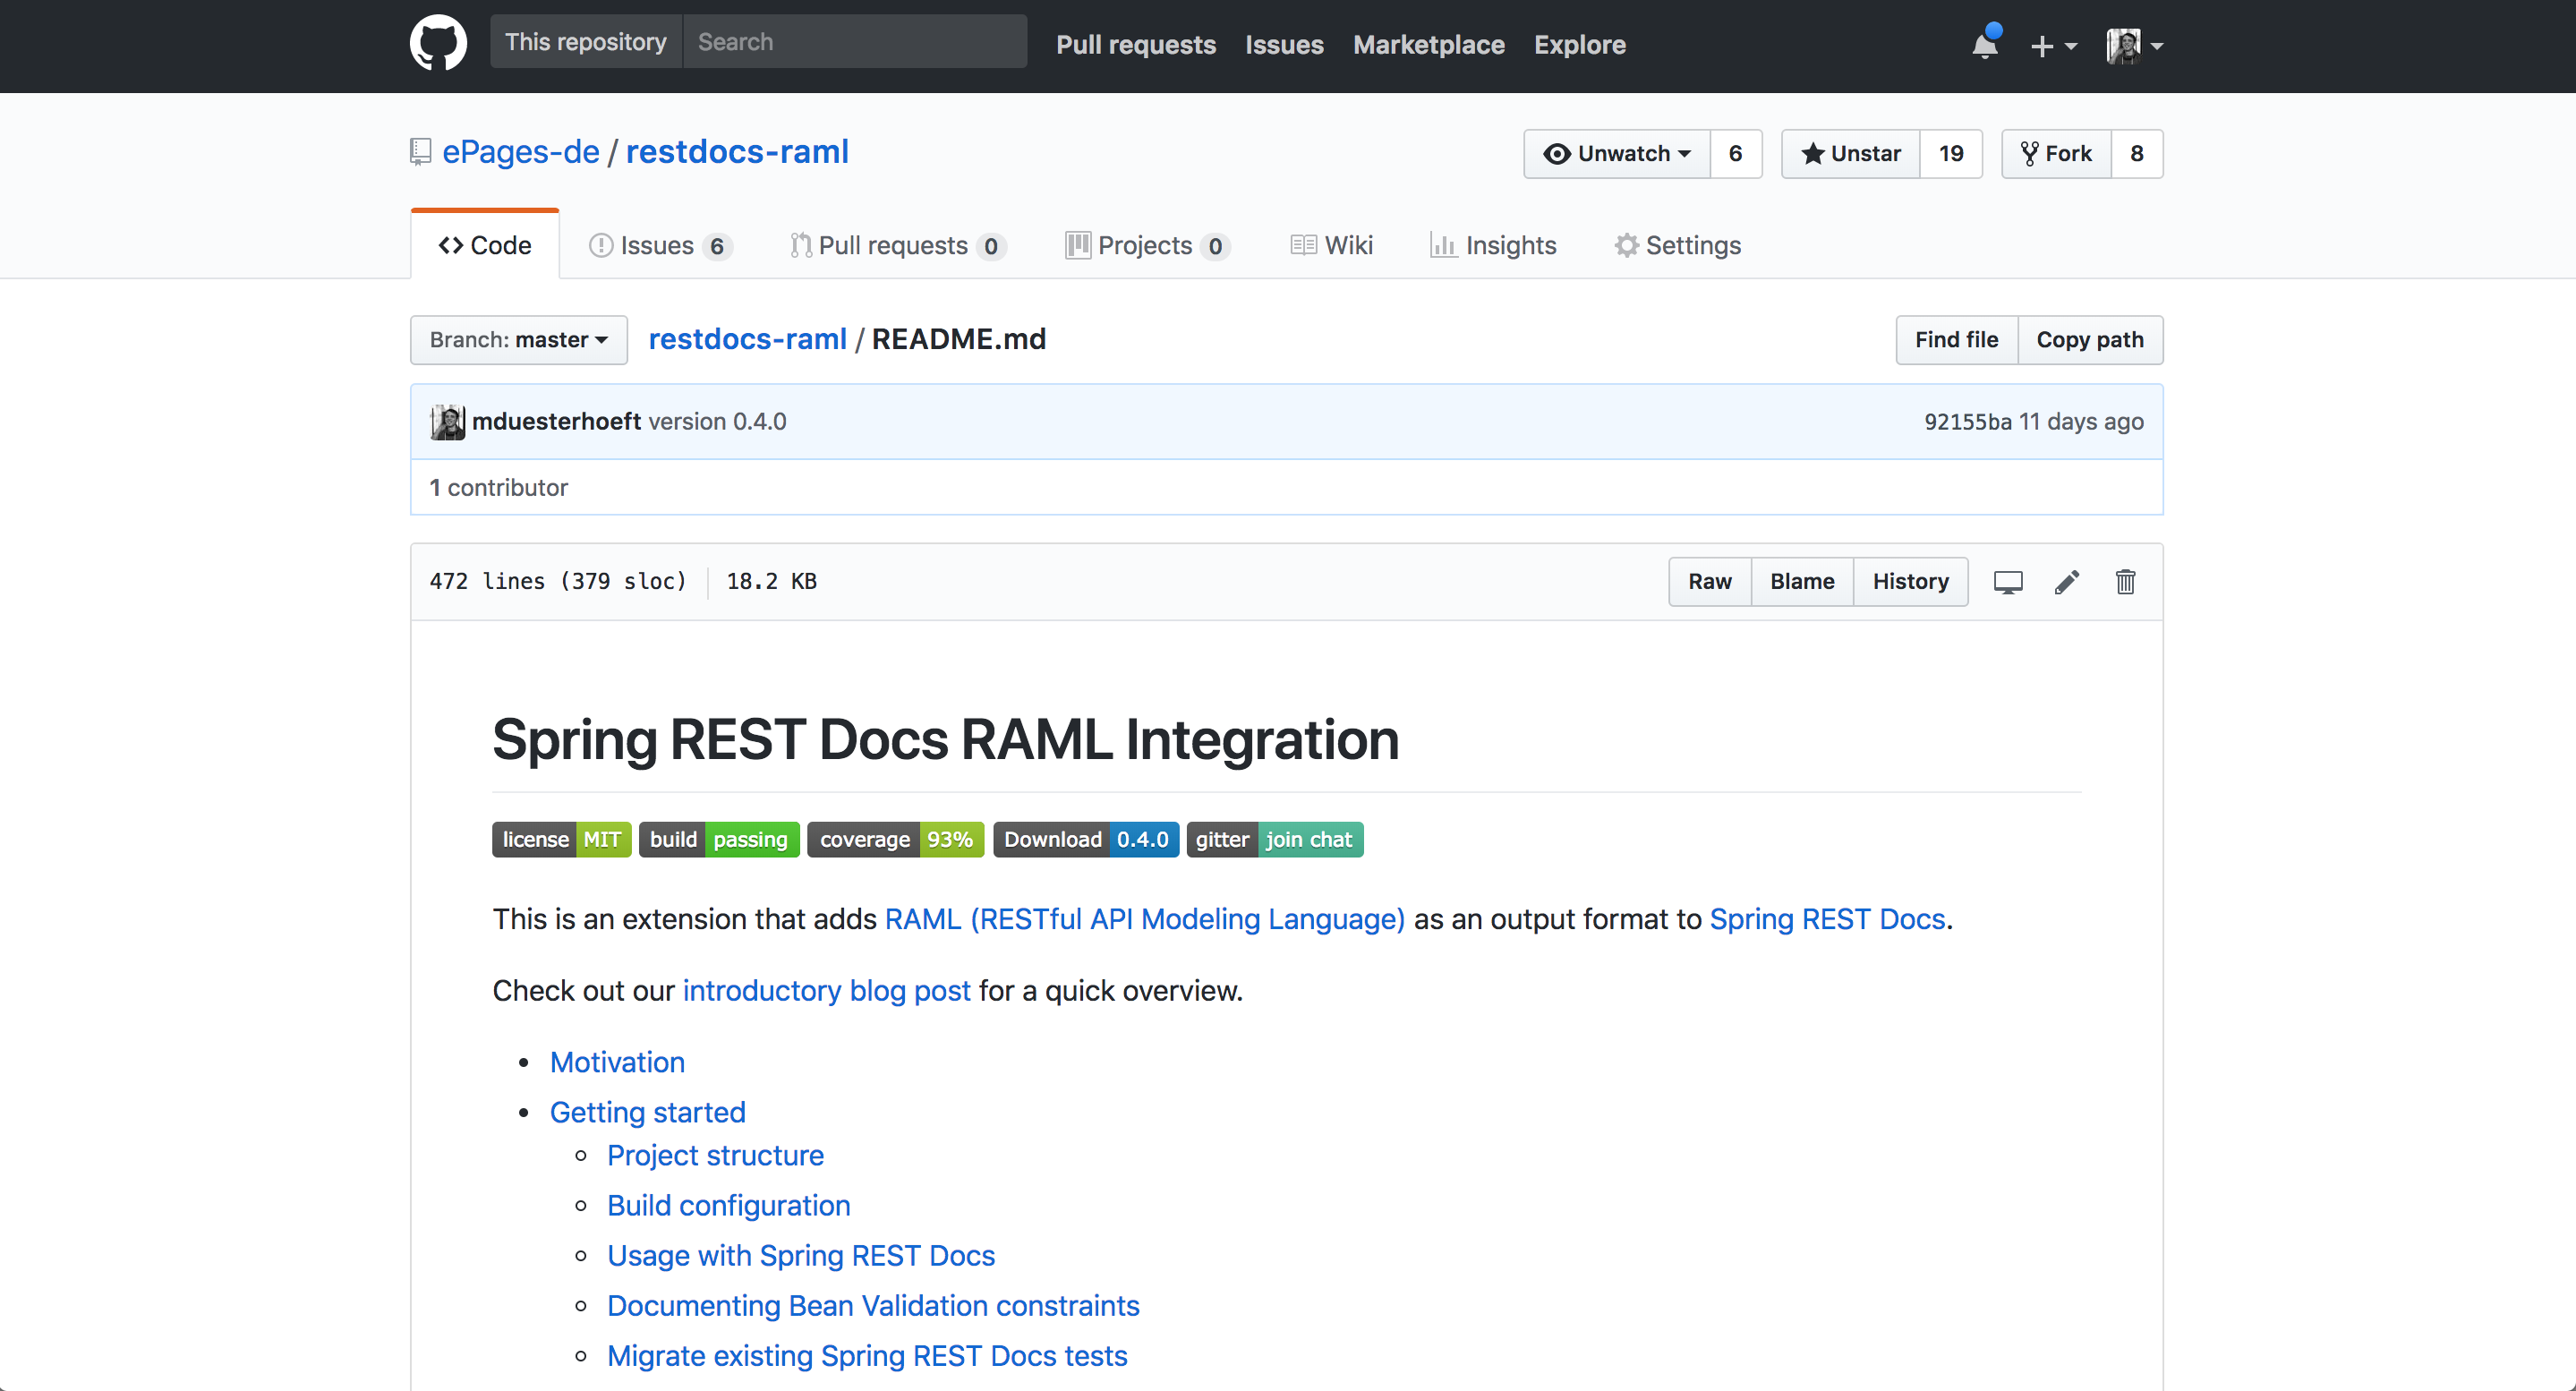 This repository Search Pull requests Issues Marketplace Explore
ePages-de / restdocs-raml Unwatch 6 Unstar 19 Fork 8
Code Issues 6 Pull requests 0 Projects 0 Wiki Insights Settings
Branch: master restdocs-raml / README.md Find file Copy path
mduesterhoeft version 0.4.0 92155ba 11 days ago
1 contributor
472 lines (379 sloc) 18.2 KB Raw Blame History
Spring REST Docs RAML Integration
license MIT build passing coverage 93% Download 0.4.0 gitter join chat
This is an extension that adds RAML (RESTful API Modeling Language) as an output format to Spring REST Docs.
Check out our introductory blog post for a quick overview.
Motivation
Getting started
Project structure
Build configuration
Usage with Spring REST Docs
Documenting Bean Validation constraints
Migrate existing Spring REST Docs tests